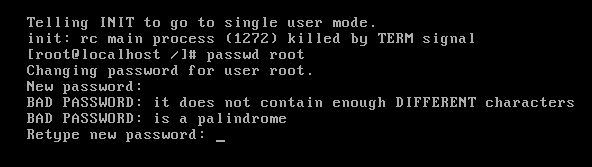 Telling INIT to go to single user mode.
init: rc main process (1272) killed by TERM signal
[root@localhost /]# passwd root
Changing password for user root.
New password:
BAD PASSWORD: it does not contain enough DIFFERENT characters
BAD PASSWORD: is a palindrome
Retype new password: _